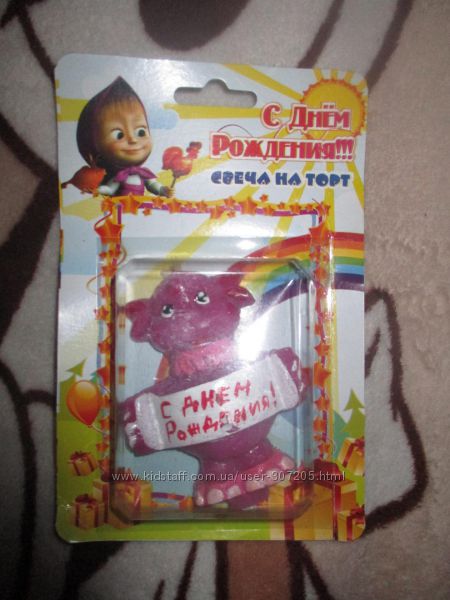 С Днём
Рождения!!!
СВЕЧА НА ТОРТ
С ДНЕМ
РОЖДЕНИЯ!
www.kidstaff.com.ua/user-907205.html